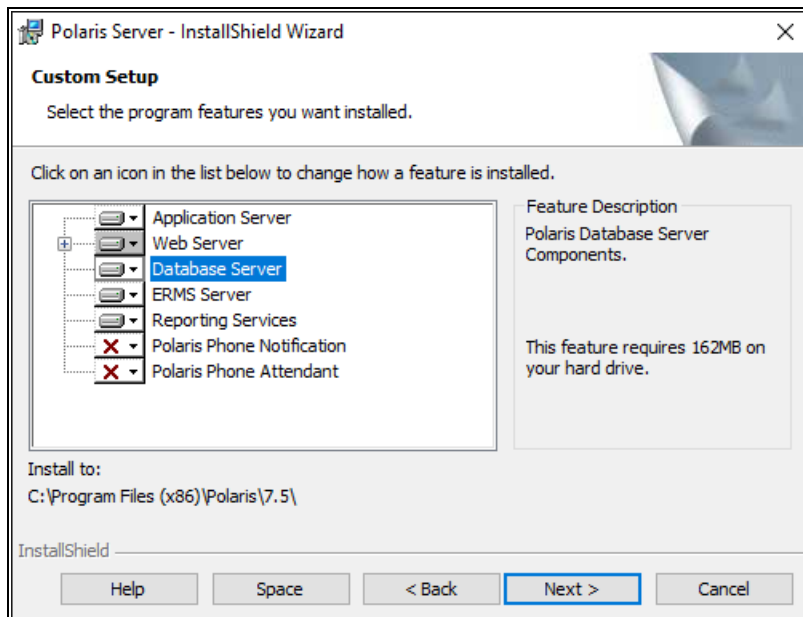 Polaris Server - InstallShield Wizard
Custom Setup
Select the program features you want installed.
Click on an icon in the list below to change how a feature is installed.
Application Server
Web Server
Database Server
ERMS Server
Reporting Services
Polaris Phone Notification
Polaris Phone Attendant
Feature Description
Polaris Database Server
Components.
This feature requires 162MB on
your hard drive.
Install to:
C:\Program Files (x86)\Polaris\7.5\
InstallShield
Help
Space
< Back
Next >
Cancel